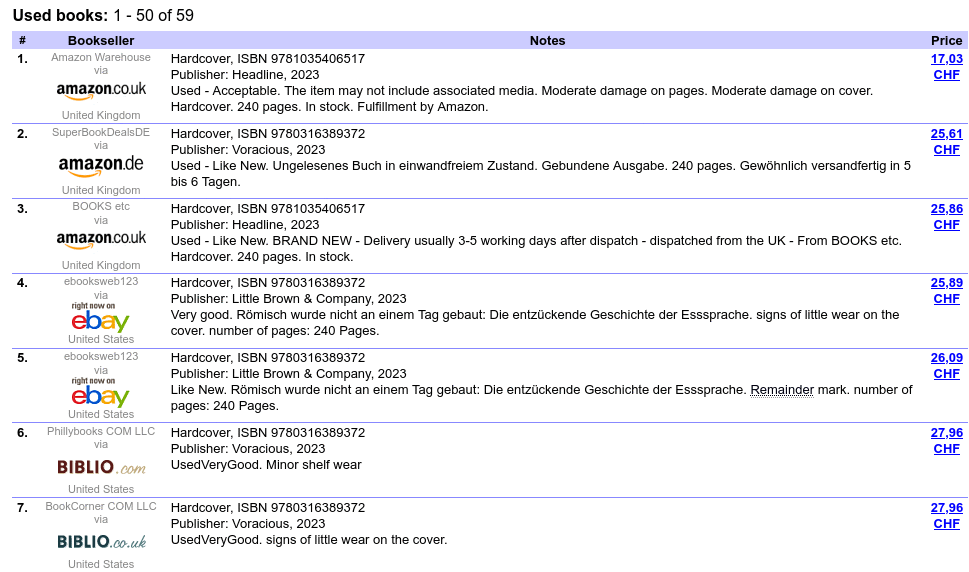 Used books: 1 - 50 of 59
# Bookseller Notes Price
1. Amazon Warehouse
via
amazon.co.uk
United Kingdom
Hardcover, ISBN 9781035406517
Publisher: Headline, 2023
Used - Acceptable. The item may not include associated media. Moderate damage on pages. Moderate damage on cover.
Hardcover. 240 pages. In stock. Fulfillment by Amazon.
17,03
CHF
2. SuperBookDealsDE
via
amazon.de
United Kingdom
Hardcover, ISBN 9780316389372
Publisher: Voracious, 2023
Used - Like New. Ungelesenes Buch in einwandfreiem Zustand. Gebundene Ausgabe. 240 pages. Gewöhnlich versandfertig in 5
bis 6 Tagen.
25,61
CHF
3. BOOKS etc
via
amazon.co.uk
United Kingdom
Hardcover, ISBN 9781035406517
Publisher: Headline, 2023
Used - Like New. BRAND NEW - Delivery usually 3-5 working days after dispatch - dispatched from the UK - From BOOKS etc.
Hardcover. 240 pages. In stock.
25,86
CHF
4. ebooksweb123
via
right now on
ebay
United States
Hardcover, ISBN 9780316389372
Publisher: Little Brown & Company, 2023
Very good. Römisch wurde nicht an einem Tag gebaut: Die entzückende Geschichte der Esssprache. signs of little wear on the
cover. number of pages: 240 Pages.
25,89
CHF
5. ebooksweb123
via
right now on
ebay
United States
Hardcover, ISBN 9780316389372
Publisher: Little Brown & Company, 2023
Like New. Römisch wurde nicht an einem Tag gebaut: Die entzückende Geschichte der Esssprache. Remainder mark. number of
pages: 240 Pages.
26,09
CHF
6. Phillybooks COM LLC
via
BIBLIO.com
United States
Hardcover, ISBN 9780316389372
Publisher: Voracious, 2023
UsedVeryGood. Minor shelf wear
27,96
CHF
7. BookCorner COM LLC
via
BIBLIO.co.uk
United States
Hardcover, ISBN 9780316389372
Publisher: Voracious, 2023
UsedVeryGood. signs of little wear on the cover.
27,96
CHF